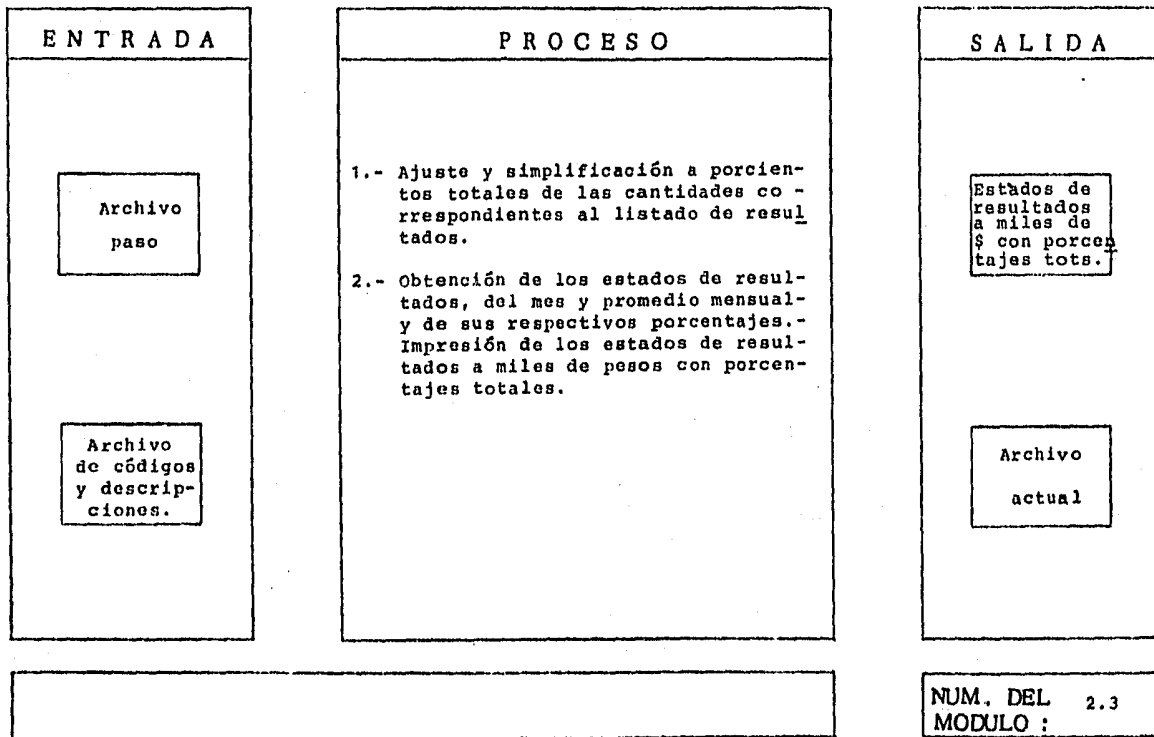 E N T R A D A
Archivo
paso
Archivo
de códigos
y descrip-
ciones.
P R O C E S O
1.- Ajuste y simplificación a porcien-
tos totales de las cantidades co -
rrespondientes al listado de resul
tados.
2.- Obtención de los estados de resul-
tados, del mes y promedio mensual-
y de sus respectivos porcentajes.-
Impresión de los estados de resul-
tados a miles de pesos con porcen-
tajes totales.
S A L I D A
Estados de
resultados
a miles de
$ con porcen
tajes tots.
Archivo
actual
NUM. DEL 2.3
MODULO :